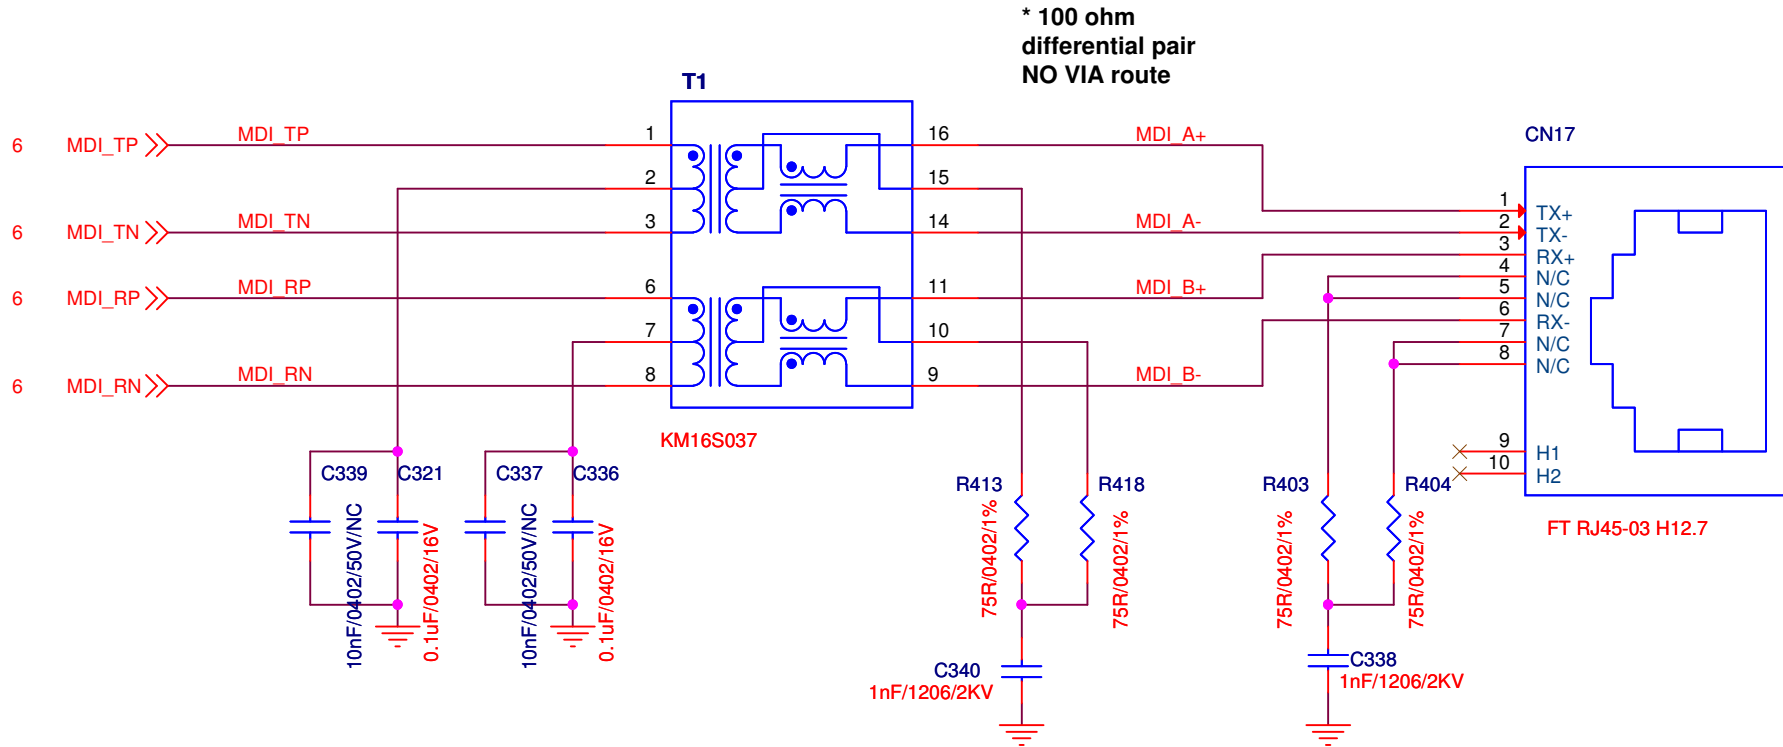 * 100 ohm
differential pair
NO VIA route
T1
CN17
6 MDI_TP MDI_TP 1 16 MDI_A+
2 15
6 MDI_TN MDI_TN 3 14 MDI_A-
6 MDI_RP MDI_RP 6 11 MDI_B+
7 10
6 MDI_RN MDI_RN 8 9 MDI_B-
1 TX+
2 TX-
3 RX+
4 N/C
5 N/C
6 RX-
7 N/C
8 N/C
9 H1
10 H2
KM16S037
FT RJ45-03 H12.7
C339
10nF/0402/50V/NC
C321
0.1uF/0402/16V
C337
10nF/0402/50V/NC
C336
0.1uF/0402/16V
R413
75R/0402/1%
R418
75R/0402/1%
R403
75R/0402/1%
R404
75R/0402/1%
C340
1nF/1206/2KV
C338
1nF/1206/2KV